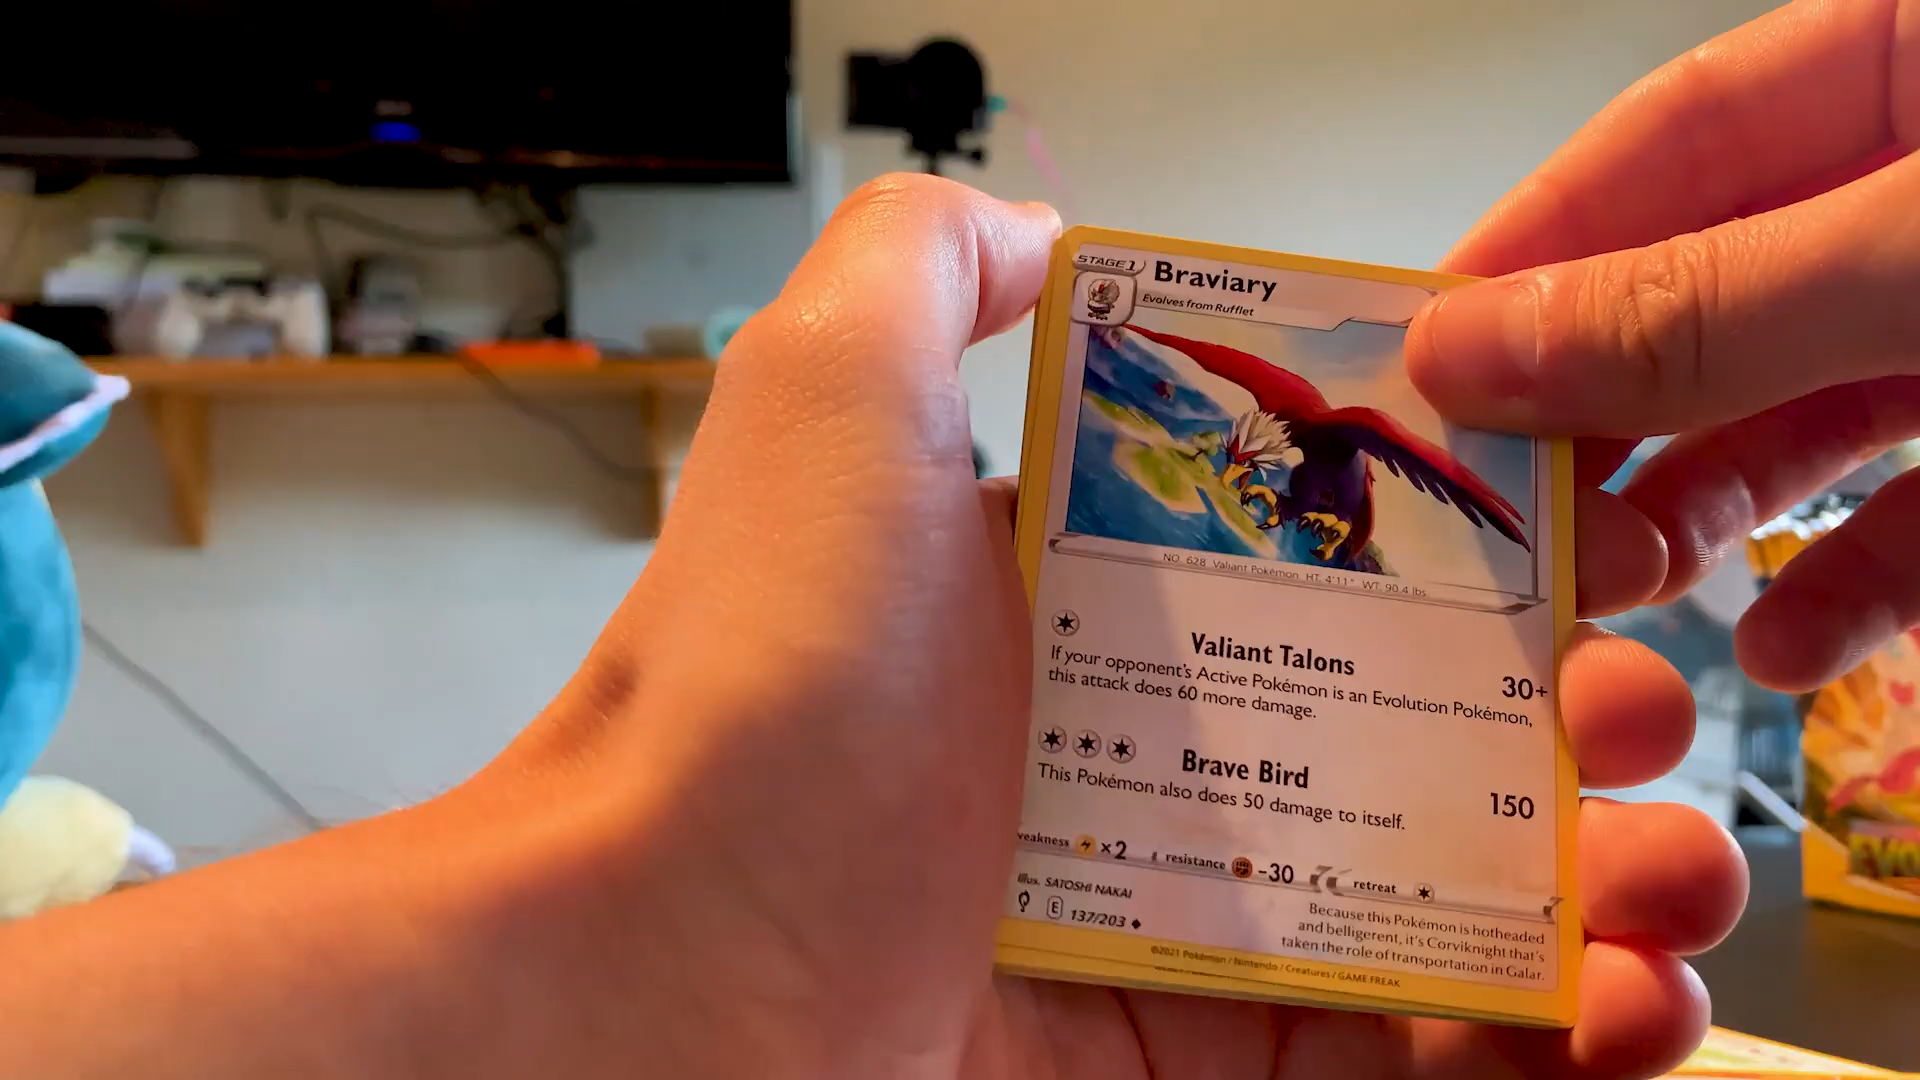 STAGE 1
Braviary
Evolves from Rufflet
NO. 628 Valiant Pokémon HT. 4'11" WT. 90.4 lbs.
Valiant Talons
30+
If your opponent's Active Pokémon is an Evolution Pokémon,
this attack does 60 more damage.
Brave Bird
150
This Pokémon also does 50 damage to itself.
weakness ×2 resistance -30 retreat
Illus. SATOSHI NAKAI
E 137/203
Because this Pokémon is hotheaded
and belligerent, it's Corviknight that's
taken the role of transportation in Galar.
©2021 Pokémon / Nintendo / Creatures / GAME FREAK